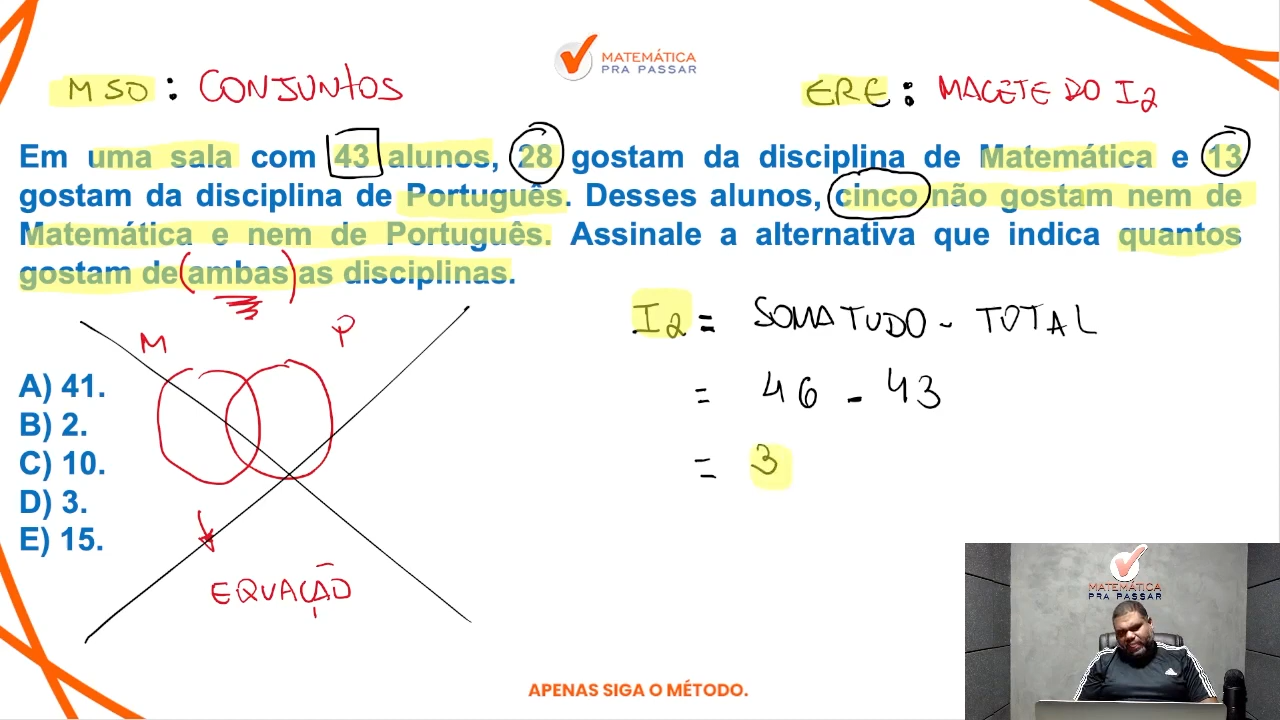 MATEMÁTICA
PRA PASSAR
MSD : CONJUNTOS
ERE : MACETE DO I2
Em uma sala com 43 alunos, 28 gostam da disciplina de Matemática e 13
gostam da disciplina de Português. Desses alunos, cinco não gostam nem de
Matemática e nem de Português. Assinale a alternativa que indica quantos
gostam de (ambas) as disciplinas.
I2 = SOMA TUDO - TOTAL
= 46 - 43
= 3
M P
A) 41.
B) 2.
C) 10.
D) 3.
E) 15.
EQUAÇÃO
MATEMÁTICA
PRA PASSAR
APENAS SIGA O MÉTODO.